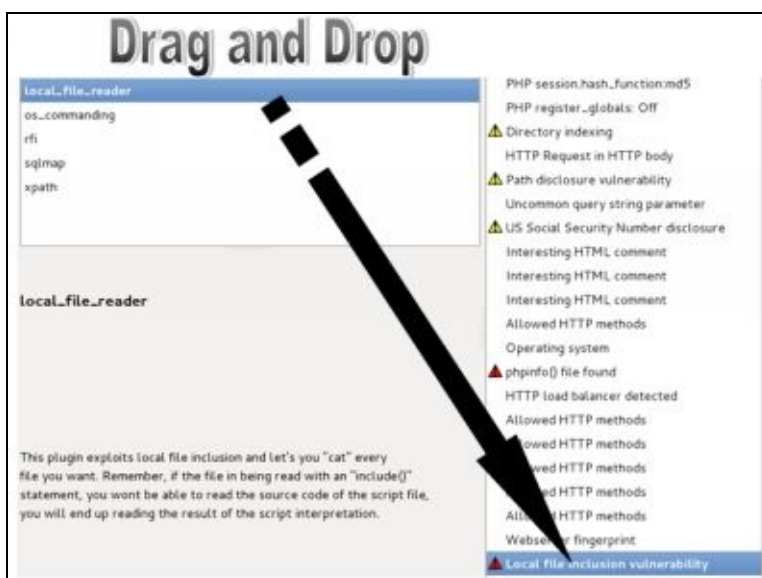 Drag and Drop
local_file_reader
os_commanding
rfi
sqlmap
xpath
local_file_reader
This plugin exploits local file inclusion and let's you "cat" every
file you want. Remember, if the file in being read with an "include()"
statement, you wont be able to read the source code of the script file,
you will end up reading the result of the script interpretation.
PHP session.hash_function:md5
PHP register_globals: Off
Directory indexing
HTTP Request in HTTP body
Path disclosure vulnerability
Uncommon query string parameter
US Social Security Number disclosure
Interesting HTML comment
Interesting HTML comment
Interesting HTML comment
Allowed HTTP methods
Operating system
phpinfo() file found
HTTP load balancer detected
Allowed HTTP methods
HTTP methods
HTTP methods
HTTP methods
HTTP methods
fingerprint
Local file inclusion vulnerability